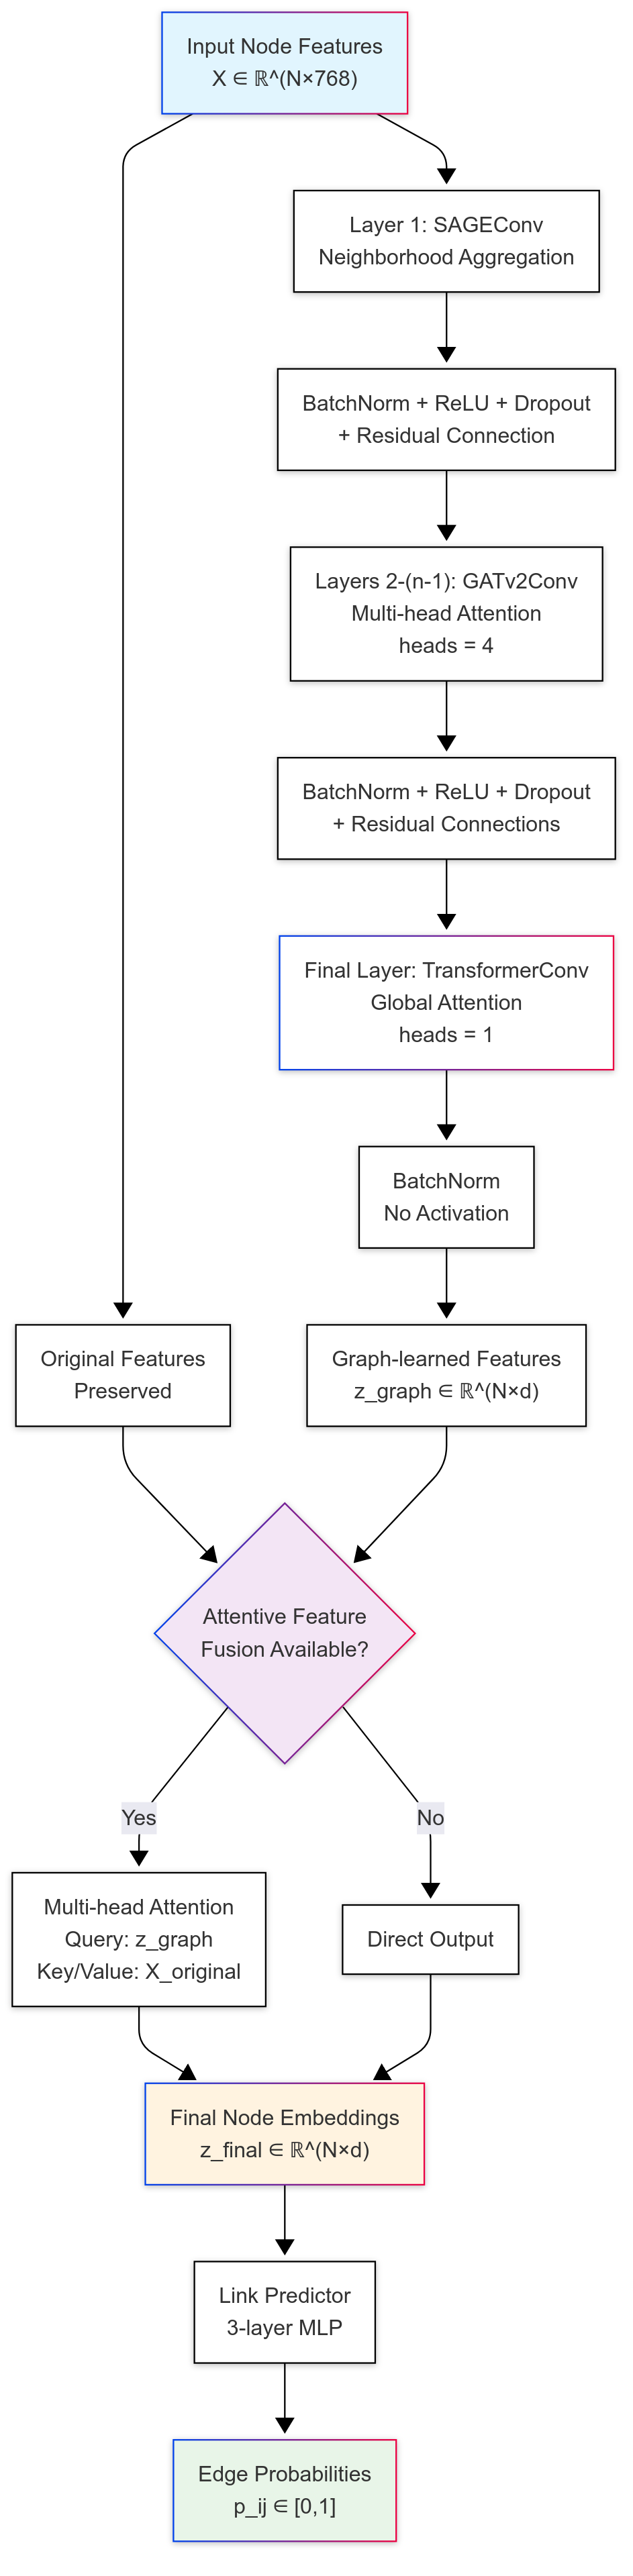 Input Node Features
X ∈ ℝ^(N×768)
Layer 1: SAGEConv
Neighborhood Aggregation
BatchNorm + ReLU + Dropout
+ Residual Connection
Layers 2-(n-1): GATv2Conv
Multi-head Attention
heads = 4
BatchNorm + ReLU + Dropout
+ Residual Connections
Final Layer: TransformerConv
Global Attention
heads = 1
BatchNorm
No Activation
Original Features
Preserved
Graph-learned Features
z_graph ∈ ℝ^(N×d)
Attentive Feature
Fusion Available?
Yes
No
Multi-head Attention
Query: z_graph
Key/Value: X_original
Direct Output
Final Node Embeddings
z_final ∈ ℝ^(N×d)
Link Predictor
3-layer MLP
Edge Probabilities
p_ij ∈ [0,1]